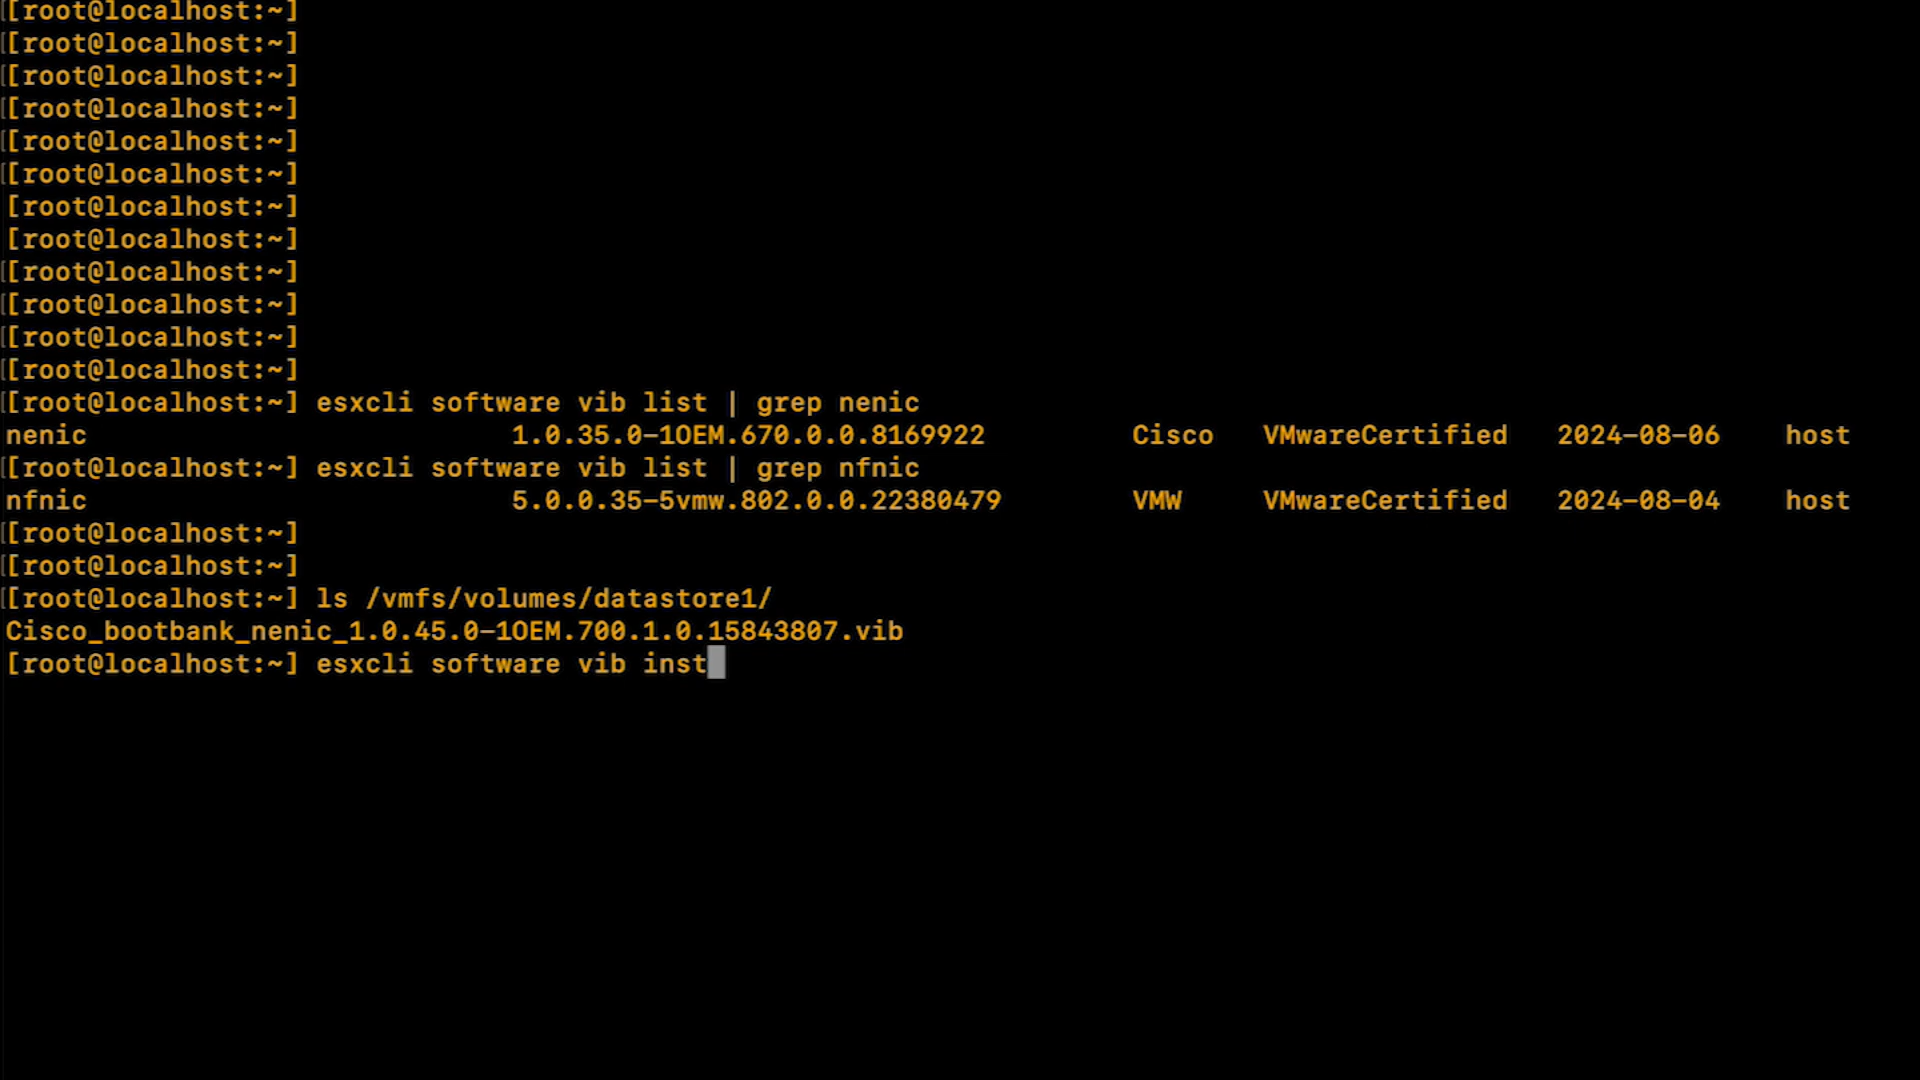 [root@localhost:~]
[root@localhost:~]
[root@localhost:~]
[root@localhost:~]
[root@localhost:~]
[root@localhost:~]
[root@localhost:~]
[root@localhost:~]
[root@localhost:~]
[root@localhost:~]
[root@localhost:~]
[root@localhost:~]
[root@localhost:~] esxcli software vib list | grep nenic
nenic 1.0.35.0-1OEM.670.0.0.8169922 Cisco VMwareCertified 2024-08-06 host
[root@localhost:~] esxcli software vib list | grep nfnic
nfnic 5.0.0.35-5vmw.802.0.0.22380479 VMW VMwareCertified 2024-08-04 host
[root@localhost:~]
[root@localhost:~]
[root@localhost:~] ls /vmfs/volumes/datastore1/
Cisco_bootbank_nenic_1.0.45.0-1OEM.700.1.0.15843807.vib
[root@localhost:~] esxcli software vib inst